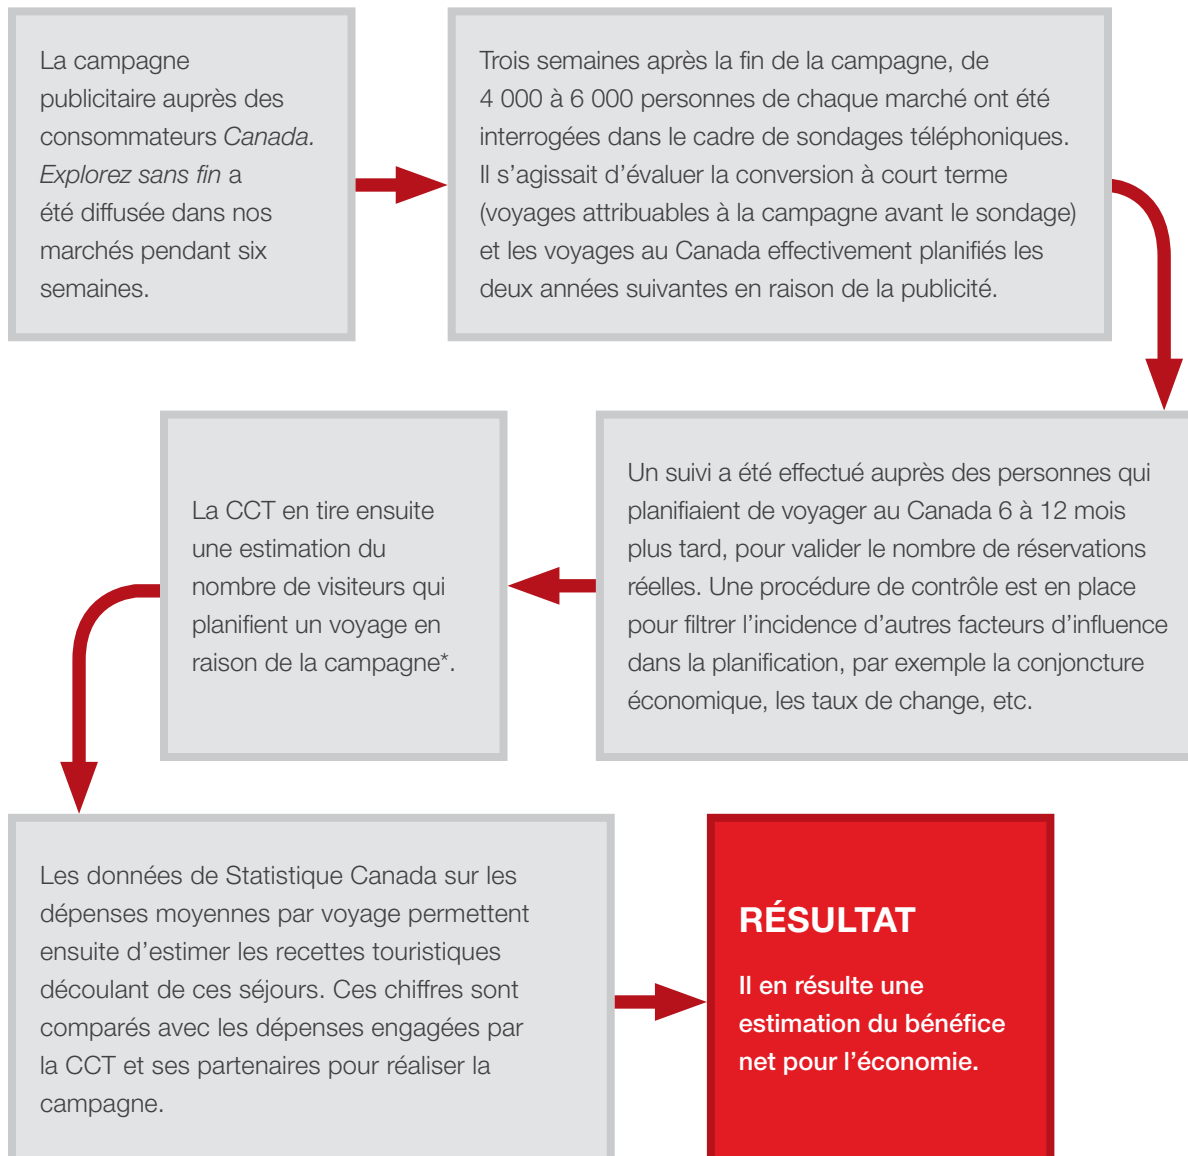 La campagne
publicitaire auprès des
consommateurs Canada.
Explorez sans fin a
été diffusée dans nos
marchés pendant six
semaines.
Trois semaines après la fin de la campagne, de
4 000 à 6 000 personnes de chaque marché ont été
interrogées dans le cadre de sondages téléphoniques.
Il s’agissait d’évaluer la conversion à court terme
(voyages attribuables à la campagne avant le sondage)
et les voyages au Canada effectivement planifiés les
deux années suivantes en raison de la publicité.
Un suivi a été effectué auprès des personnes qui
planifiaient de voyager au Canada 6 à 12 mois
plus tard, pour valider le nombre de réservations
réelles. Une procédure de contrôle est en place
pour filtrer l’incidence d’autres facteurs d’influence
dans la planification, par exemple la conjoncture
économique, les taux de change, etc.
La CCT en tire ensuite
une estimation du
nombre de visiteurs qui
planifient un voyage en
raison de la campagne*.
Les données de Statistique Canada sur les
dépenses moyennes par voyage permettent
ensuite d’estimer les recettes touristiques
découlant de ces séjours. Ces chiffres sont
comparés avec les dépenses engagées par
la CCT et ses partenaires pour réaliser la
campagne.
RÉSULTAT
Il en résulte une
estimation du bénéfice
net pour l’économie.